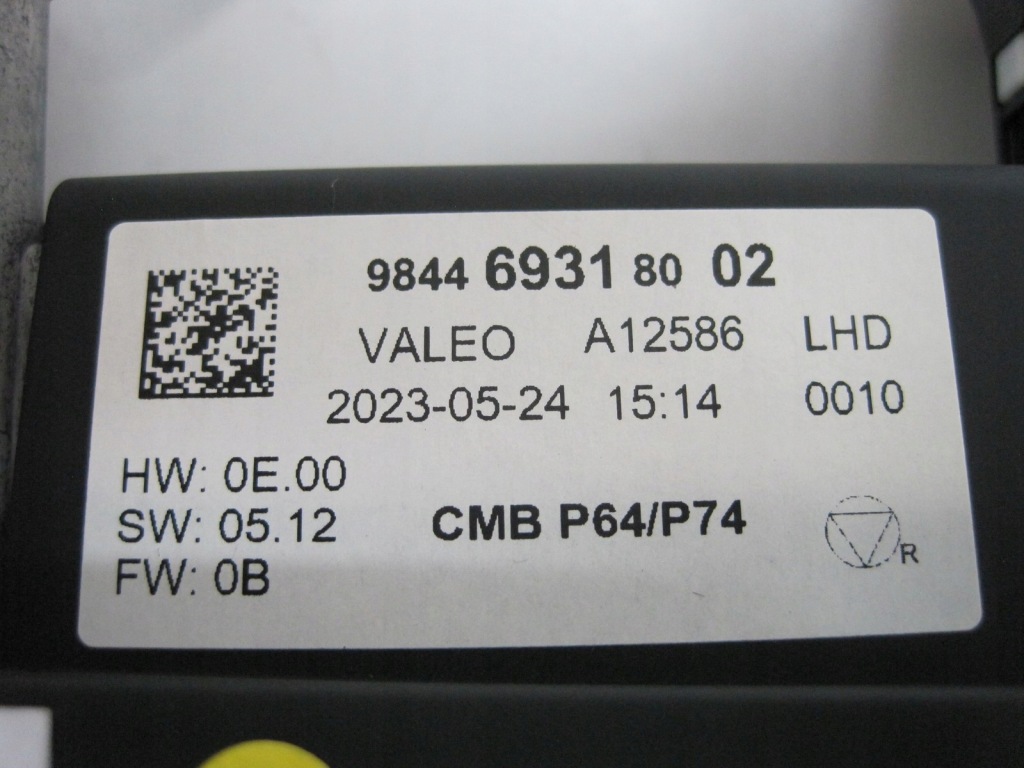 9844 6931 80 02
VALEO A12586 LHD
2023-05-24 15:14 0010
HW: 0E.00
SW: 05.12 CMB P64/P74
FW: 0B
R